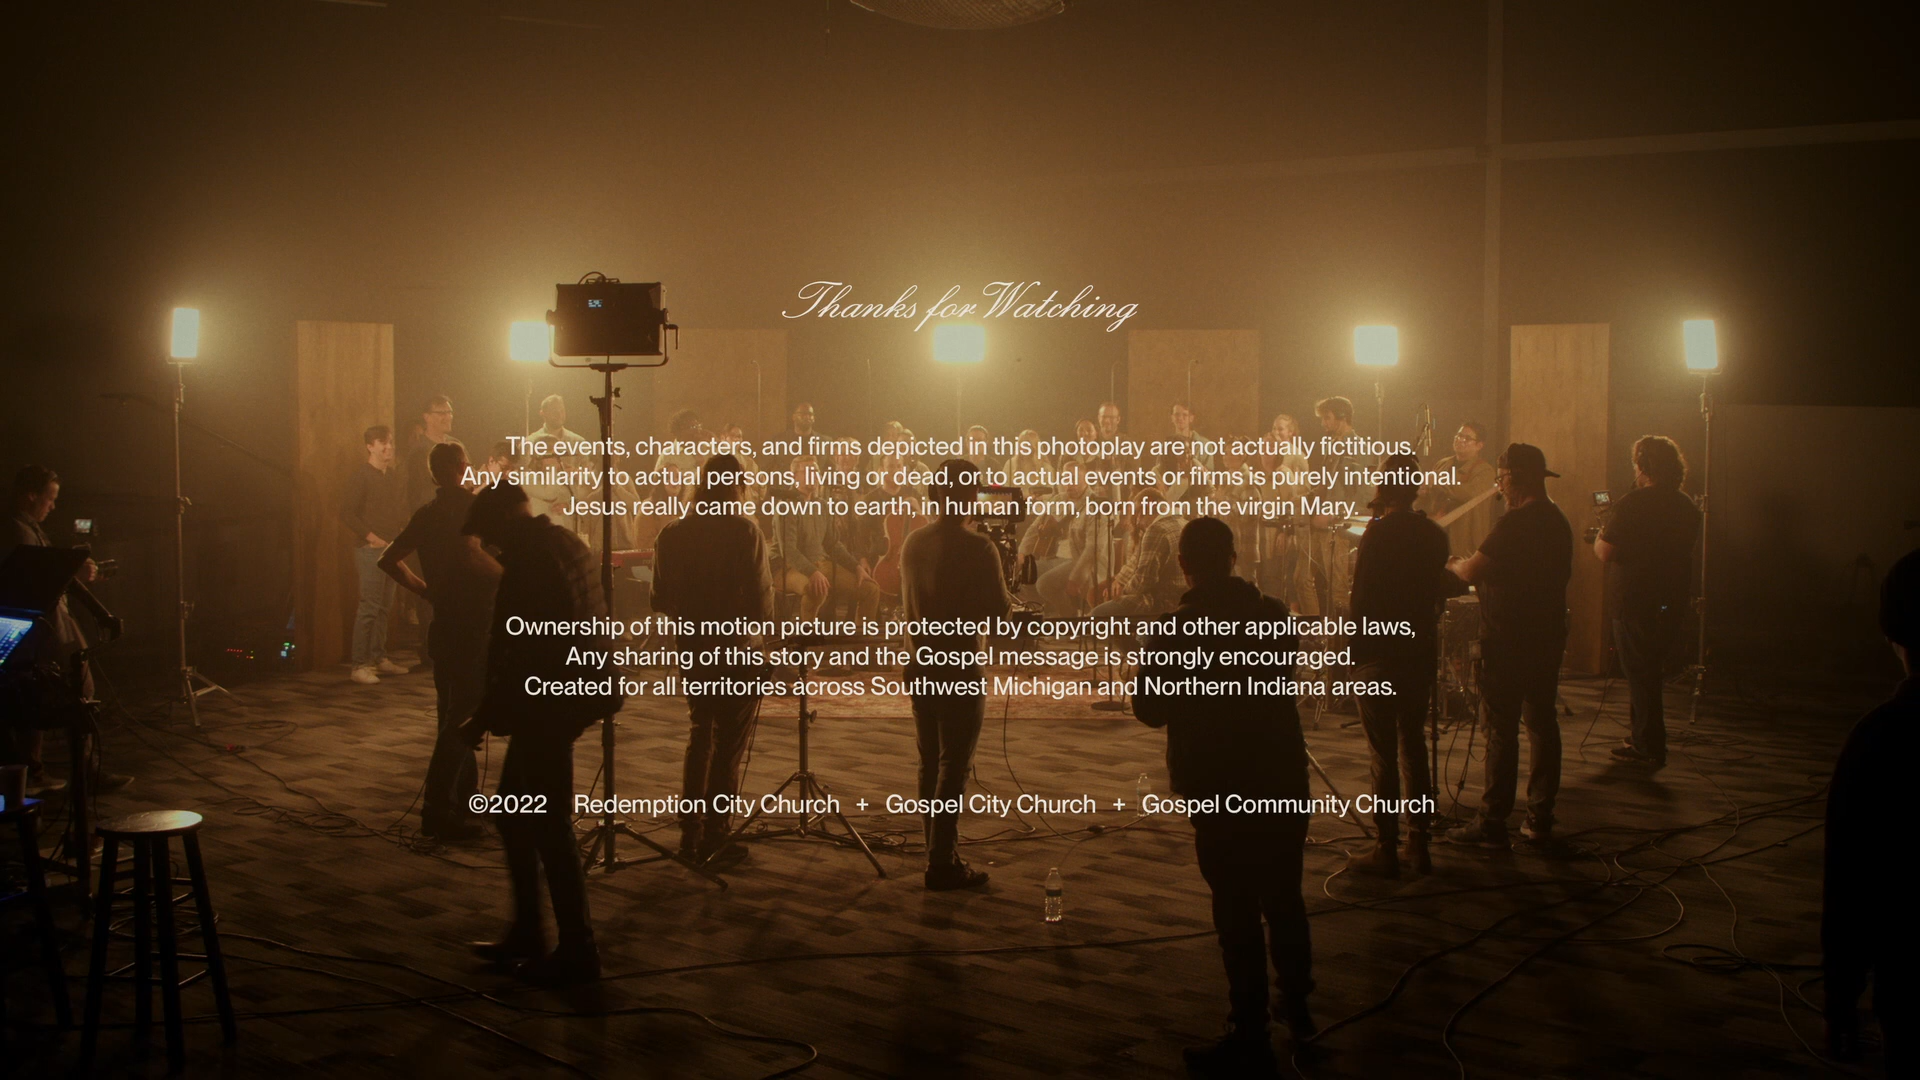 Thanks for Watching
The events, characters, and firms depicted in this photoplay are not actually fictitious.
Any similarity to actual persons, living or dead, or to actual events or firms is purely intentional.
Jesus really came down to earth, in human form, born from the virgin Mary.
Ownership of this motion picture is protected by copyright and other applicable laws,
Any sharing of this story and the Gospel message is strongly encouraged.
Created for all territories across Southwest Michigan and Northern Indiana areas.
©2022 Redemption City Church + Gospel City Church + Gospel Community Church